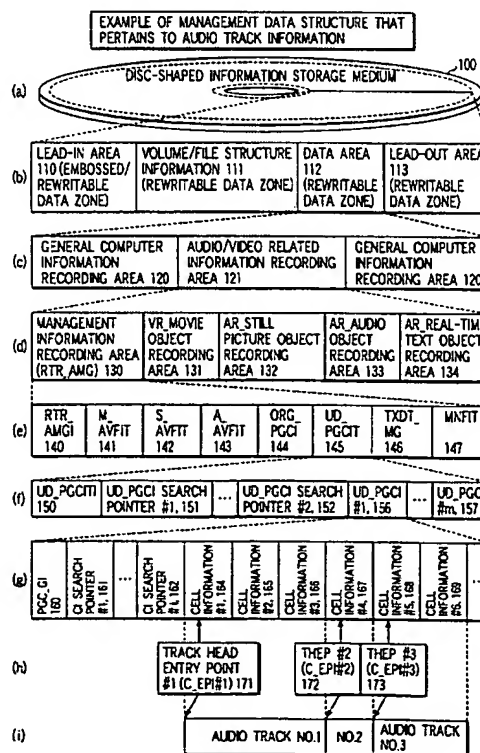 EXAMPLE OF MANAGEMENT DATA STRUCTURE THAT
PERTAINS TO AUDIO TRACK INFORMATION
100
DISC-SHAPED INFORMATION STORAGE MEDIUM
(a)
(b)
LEAD-IN AREA
110 (EMBOSSED/
REWRITABLE
DATA ZONE)
VOLUME/FILE STRUCTURE
INFORMATION 111
(REWRITABLE DATA ZONE)
DATA AREA
112
(REWRITABLE
DATA ZONE)
LEAD-OUT AREA
113
(REWRITABLE
DATA ZONE)
(c)
GENERAL COMPUTER
INFORMATION
RECORDING AREA 120
AUDIO/VIDEO RELATED
INFORMATION RECORDING
AREA 121
GENERAL COMPUTER
INFORMATION
RECORDING AREA 120
(d)
MANAGEMENT
INFORMATION
RECORDING AREA
(RTR_AMG) 130
VR_MOVIE
OBJECT
RECORDING
AREA 131
AR_STILL
PICTURE OBJECT
RECORDING
AREA 132
AR_AUDIO
OBJECT
RECORDING
AREA 133
AR_REAL-TIM
TEXT OBJECT
RECORDING
AREA 134
(e)
RTR_
AMGI
140
M_
AVFIT
141
S_
AVFIT
142
A_
AVFIT
143
ORG_
PGCI
144
UD_
PGCIT
145
TXDT_
MG
146
MNFIT
147
(f)
UD_PGCITI
150
UD_PGCI SEARCH
POINTER #1, 151
...
UD_PGCI SEARCH
POINTER #2, 152
UD_PGCI
#1, 156
...
UD_PGC
#m, 157
(g)
PGC_GI
160
CI SEARCH
POINTER
#1, 161
...
CI SEARCH
POINTER
#i, 162
CELL
INFORMATION
#1, 164
CELL
INFORMATION
#2, 165
CELL
INFORMATION
#3, 166
CELL
INFORMATION
#4, 167
CELL
INFORMATION
#5, 168
CELL
INFORMATION
#6, 169
...
(h)
TRACK HEAD
ENTRY POINT
#1 (C_EPI#1) 171
THEP #2
(C_EPI#2)
172
THEP #3
(C_EPI#3)
173
(i)
AUDIO TRACK NO.1
NO.2
AUDIO TRACK
NO.3